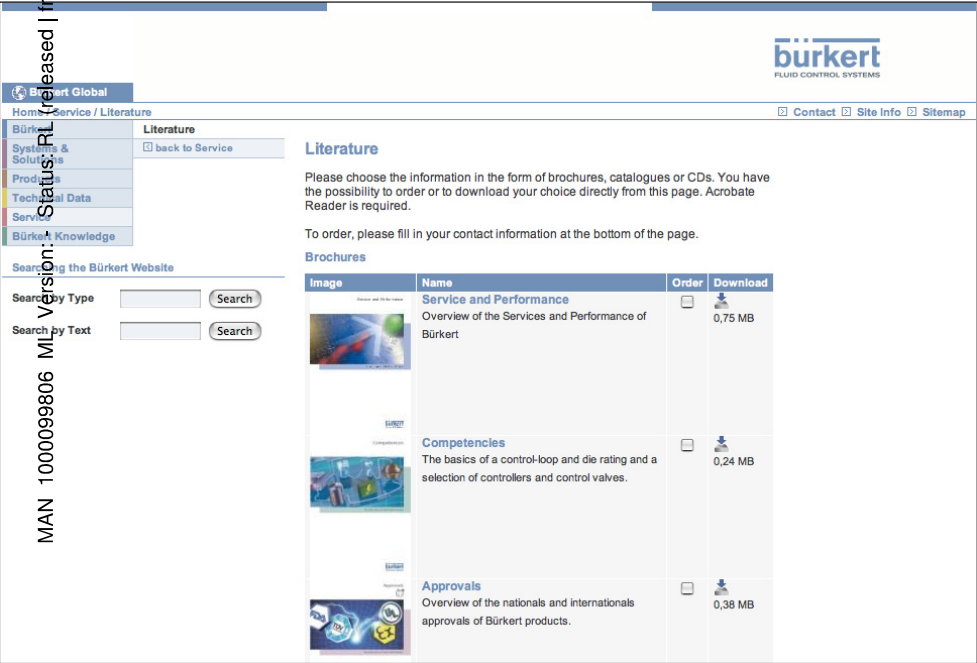 MAN 1000099806 ML Version: - Status: RL (released | fr
bürkert
FLUID CONTROL SYSTEMS
Bürkert Global
Home / Service / Literature
Contact Site Info Sitemap
Bürkert
Systems &
Solutions
Products
Technical Data
Service
Bürkert Knowledge
Literature
back to Service
Searching the Bürkert Website
Search by Type Search
Search by Text Search
Literature
Please choose the information in the form of brochures, catalogues or CDs. You have
the possibility to order or to download your choice directly from this page. Acrobate
Reader is required.
To order, please fill in your contact information at the bottom of the page.
Brochures
Image Name Order Download
Service and Performance
Overview of the Services and Performance of
Bürkert
0,75 MB
Competencies
The basics of a control-loop and die rating and a
selection of controllers and control valves.
0,24 MB
Approvals
Overview of the nationals and internationals
approvals of Bürkert products.
0,38 MB